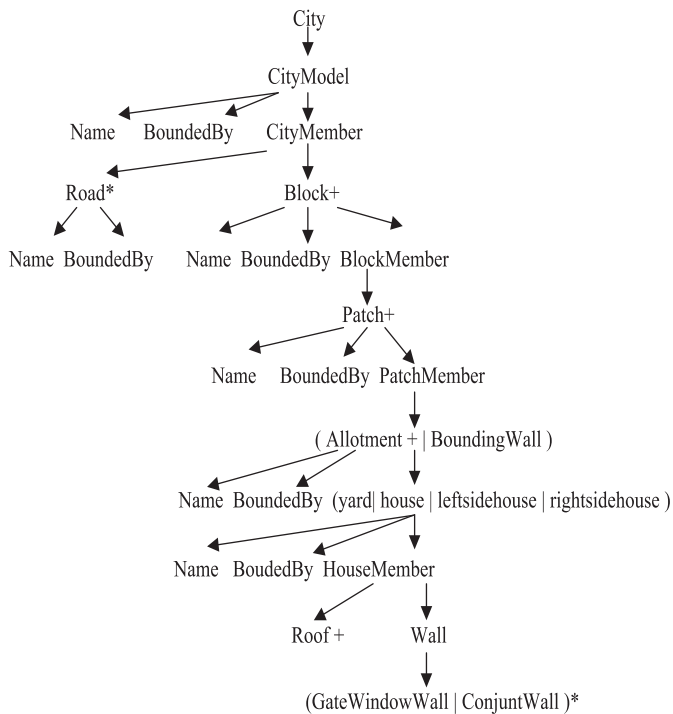 City
CityModel
Name BoundedBy CityMember
Road* Block+
Name BoundedBy Name BoundedBy BlockMember
Patch+
Name BoundedBy PatchMember
( Allotment + | BoundingWall )
Name BoundedBy (yard| house | leftsidehouse | rightsidehouse )
Name BoudedBy HouseMember
Roof + Wall
(GateWindowWall | ConjuntWall )*